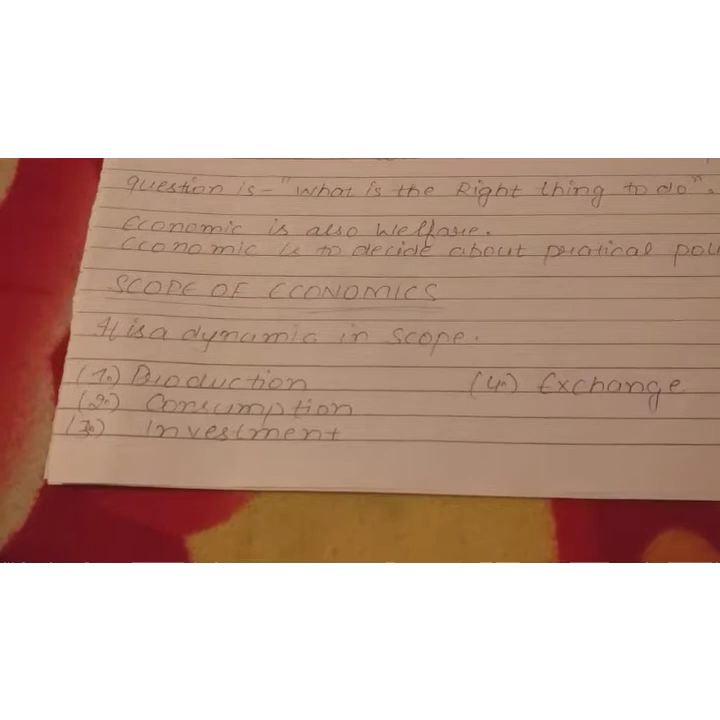 question is - "What is the Right thing to do".
Economic is also Welfare.
Economic is to decide about pratical
SCOPE OF ECONOMICS
It is a dynamic in scope.
(1.) Production (4.) Exchange
(2.) Consumption
(3.) Investment